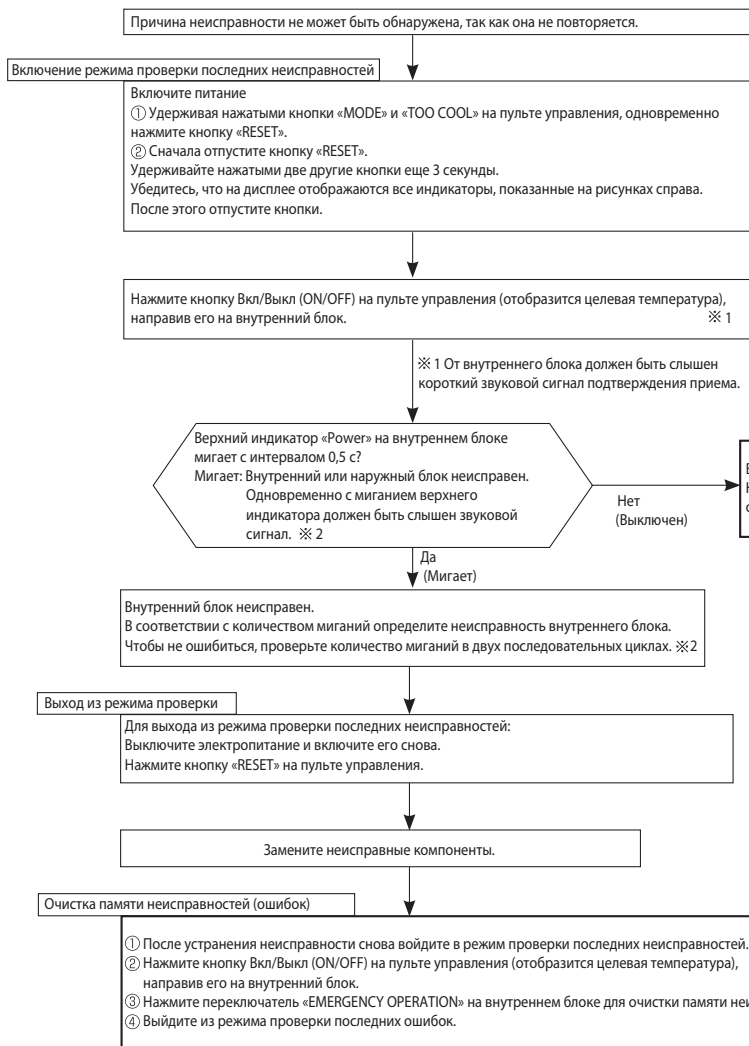 Причина неисправности не может быть обнаружена, так как она не повторяется.
Включение режима проверки последних неисправностей
Включите питание
① Удерживая нажатыми кнопки «MODE» и «TOO COOL» на пульте управления, одновременно
нажмите кнопку «RESET».
② Сначала отпустите кнопку «RESET».
Удерживайте нажатыми две другие кнопки еще 3 секунды.
Убедитесь, что на дисплее отображаются все индикаторы, показанные на рисунках справа.
После этого отпустите кнопки.
Нажмите кнопку Вкл/Выкл (ON/OFF) на пульте управления (отобразится целевая температура),
направив его на внутренний блок. ※ 1
※ 1 От внутреннего блока должен быть слышен
короткий звуковой сигнал подтверждения приема.
Верхний индикатор «Power» на внутреннем блоке
мигает с интервалом 0,5 с?
Мигает: Внутренний или наружный блок неисправен.
Одновременно с миганием верхнего
индикатора должен быть слышен звуковой
сигнал. ※ 2
Нет
(Выключен)
Да
(Мигает)
Внутренний блок неисправен.
В соответствии с количеством миганий определите неисправность внутреннего блока.
Чтобы не ошибиться, проверьте количество миганий в двух последовательных циклах. ※2
Выход из режима проверки
Для выхода из режима проверки последних неисправностей:
Выключите электропитание и включите его снова.
Нажмите кнопку «RESET» на пульте управления.
Замените неисправные компоненты.
Очистка памяти неисправностей (ошибок)
① После устранения неисправности снова войдите в режим проверки последних неисправностей.
② Нажмите кнопку Вкл/Выкл (ON/OFF) на пульте управления (отобразится целевая температура),
направив его на внутренний блок.
③ Нажмите переключатель «EMERGENCY OPERATION» на внутреннем блоке для очистки памяти
④ Выйдите из режима проверки последних ошибок.